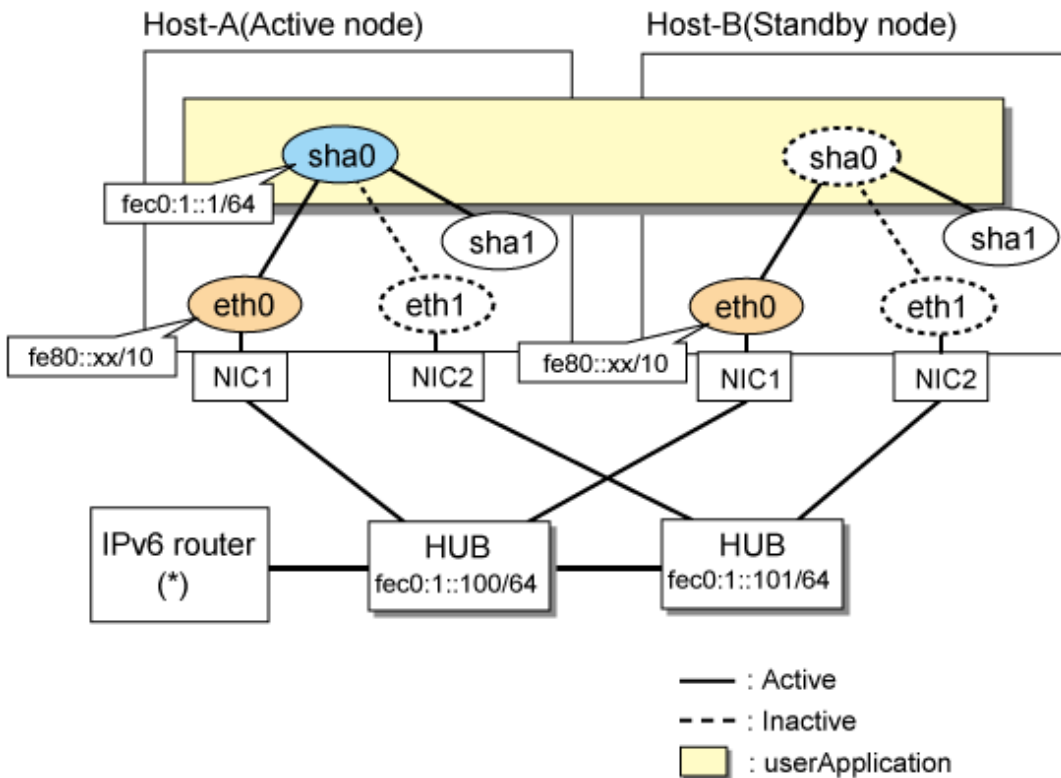 Host-A(Active node)
Host-B(Standby node)
sha0
sha0
fec0:1::1/64
sha1
sha1
eth0
eth1
eth0
eth1
fe80::xx/10
fe80::xx/10
NIC1
NIC2
NIC1
NIC2
IPv6 router
(*)
HUB
fec0:1::100/64
HUB
fec0:1::101/64
: Active
: Inactive
: userApplication